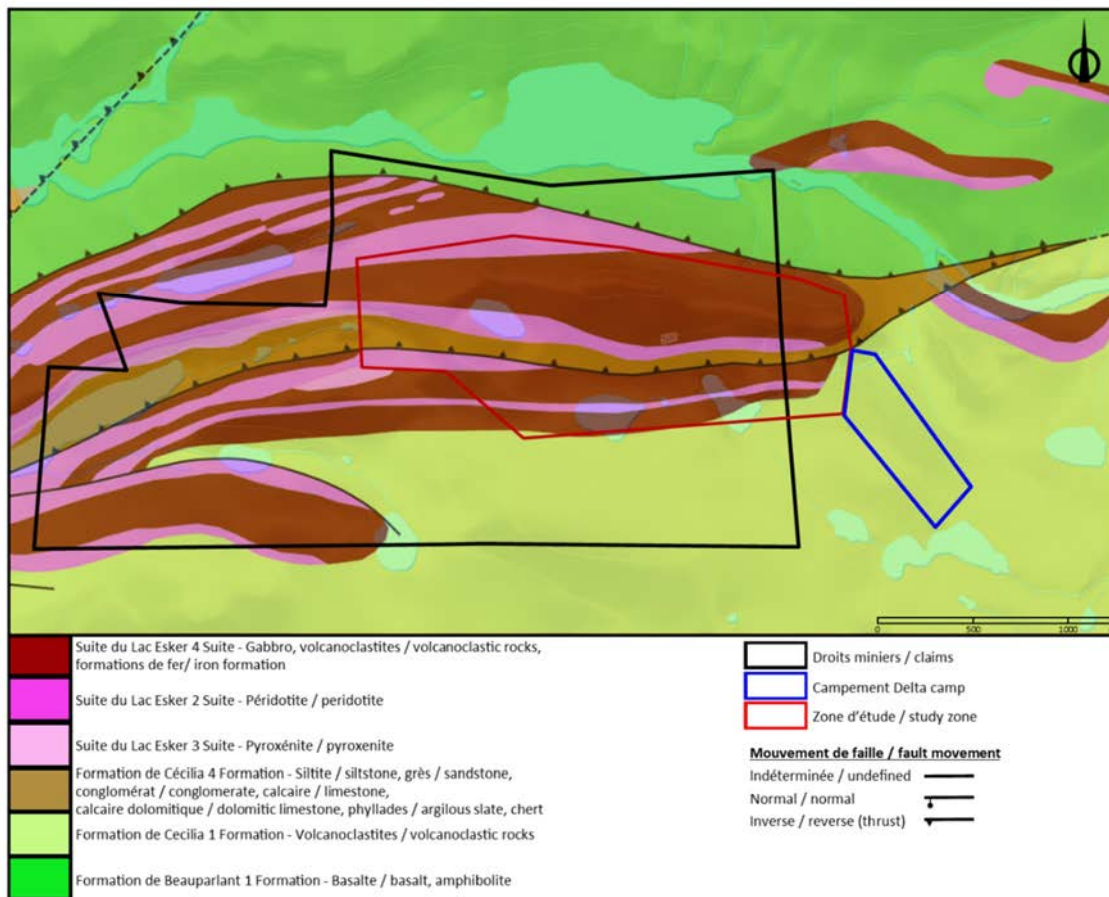 0
500
1000
Suite du Lac Esker 4 Suite - Gabbro, volcanoclastites / volcanoclastic rocks,
formations de fer/ iron formation
Suite du Lac Esker 2 Suite - Péridotite / peridotite
Suite du Lac Esker 3 Suite - Pyroxénite / pyroxenite
Formation de Cécilia 4 Formation - Siltite / siltstone, grès / sandstone,
conglomérat / conglomerate, calcaire / limestone,
calcaire dolomitique / dolomitic limestone, phyllades / argilous slate, chert
Formation de Cecilia 1 Formation - Volcanoclastites / volcanoclastic rocks
Formation de Beauparlant 1 Formation - Basalte / basalt, amphibolite
Droits miniers / claims
Campement Delta camp
Zone d'étude / study zone
Mouvement de faille / fault movement
Indéterminée / undefined
Normal / normal
Inverse / reverse (thrust)